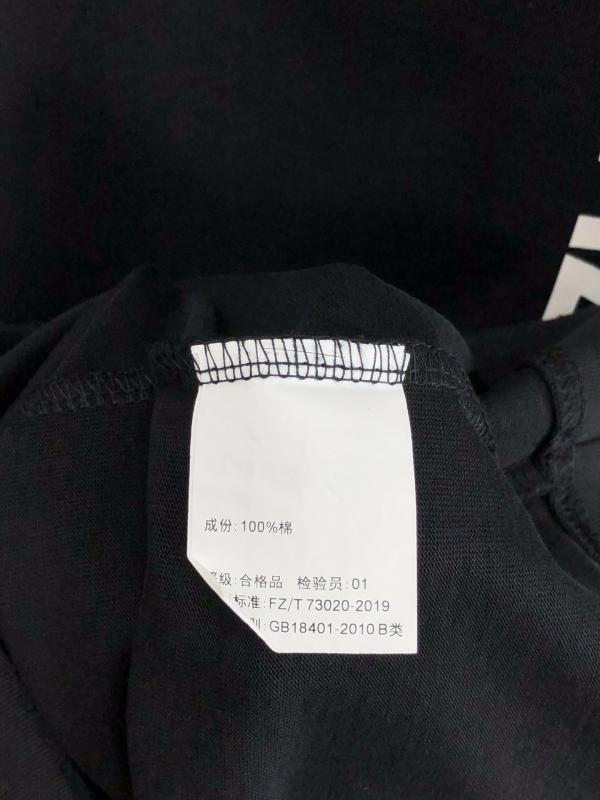 成份:100%棉
级:合格品 检验员:01
标准:FZ/T 73020-2019
GB18401-2010 B类